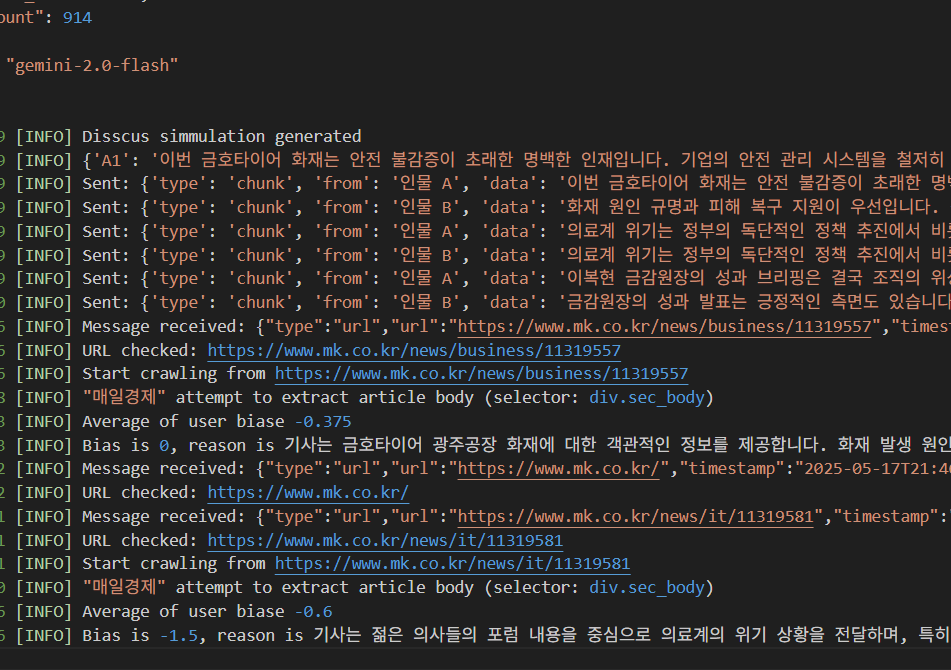 ount": 914
"gemini-2.0-flash"
9 [INFO] Disscus simmulation generated
9 [INFO] {'A1': '이번 금호타이어 화재는 안전 불감증이 초래한 명백한 인재입니다. 기업의 안전 관리 시스템을 철저히
9 [INFO] Sent: {'type': 'chunk', 'from': '인물 A', 'data': '이번 금호타이어 화재는 안전 불감증이 초래한 명백
9 [INFO] Sent: {'type': 'chunk', 'from': '인물 B', 'data': '화재 원인 규명과 피해 복구 지원이 우선입니다.
9 [INFO] Sent: {'type': 'chunk', 'from': '인물 A', 'data': '의료계 위기는 정부의 독단적인 정책 추진에서 비롯
9 [INFO] Sent: {'type': 'chunk', 'from': '인물 B', 'data': '의료계 위기는 정부의 독단적인 정책 추진에서 비롯
9 [INFO] Sent: {'type': 'chunk', 'from': '인물 A', 'data': '이복현 금감원장의 성과 브리핑은 결국 조직의 위상
0 [INFO] Sent: {'type': 'chunk', 'from': '인물 B', 'data': '금감원장의 성과 발표는 긍정적인 측면도 있습니다
5 [INFO] Message received: {"type":"url","url":"https://www.mk.co.kr/news/business/11319557","times
5 [INFO] URL checked: https://www.mk.co.kr/news/business/11319557
5 [INFO] Start crawling from https://www.mk.co.kr/news/business/11319557
8 [INFO] "매일경제" attempt to extract article body (selector: div.sec_body)
3 [INFO] Average of user biase -0.375
3 [INFO] Bias is 0, reason is 기사는 금호타이어 광주공장 화재에 대한 객관적인 정보를 제공합니다. 화재 발생 원인
2 [INFO] Message received: {"type":"url","url":"https://www.mk.co.kr/","timestamp":"2025-05-17T21:46
2 [INFO] URL checked: https://www.mk.co.kr/
1 [INFO] Message received: {"type":"url","url":"https://www.mk.co.kr/news/it/11319581","timestamp":"
1 [INFO] URL checked: https://www.mk.co.kr/news/it/11319581
1 [INFO] Start crawling from https://www.mk.co.kr/news/it/11319581
0 [INFO] "매일경제" attempt to extract article body (selector: div.sec_body)
5 [INFO] Average of user biase -0.6
5 [INFO] Bias is -1.5, reason is 기사는 젊은 의사들의 포럼 내용을 중심으로 의료계의 위기 상황을 전달하며, 특히